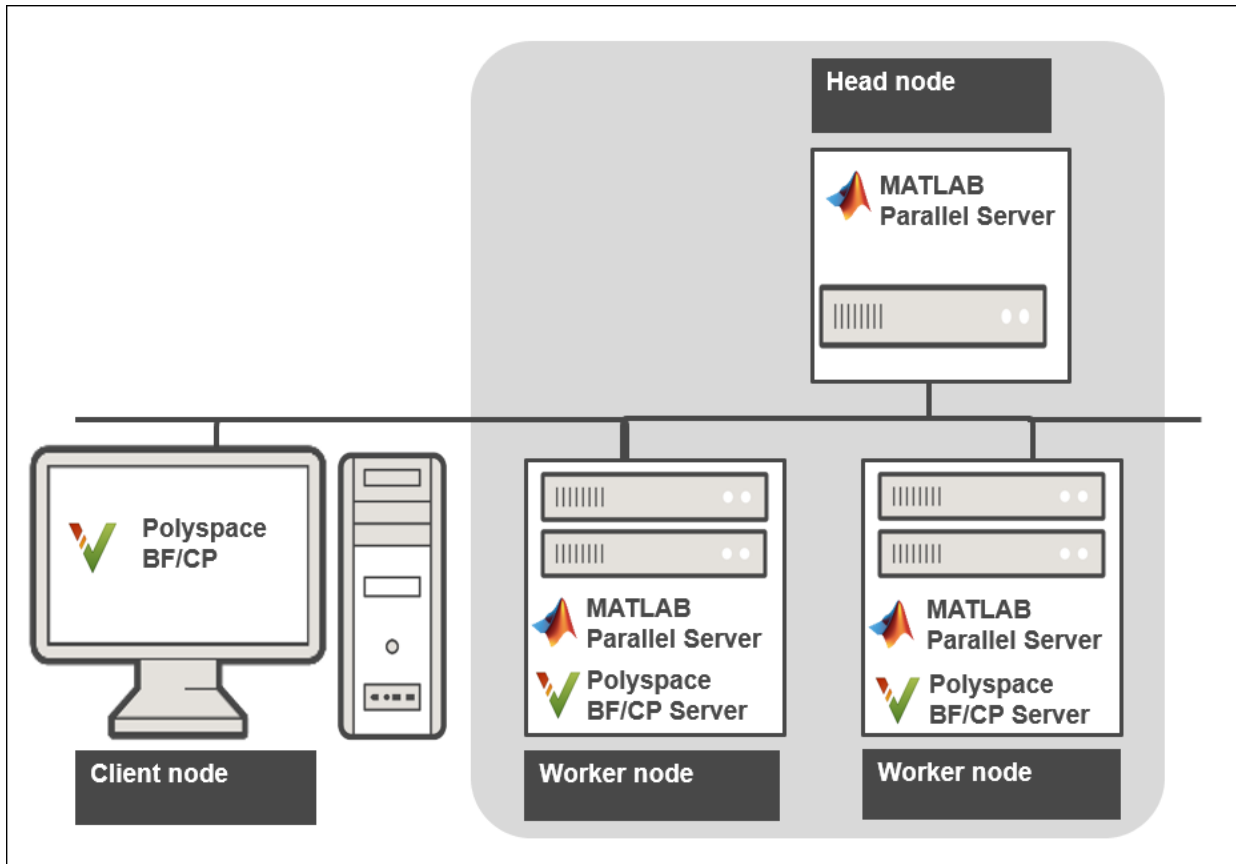 Head node
MATLAB
Parallel Server
Polyspace
BF/CP
MATLAB
Parallel Server
Polyspace
BF/CP Server
MATLAB
Parallel Server
Polyspace
BF/CP Server
Client node
Worker node
Worker node